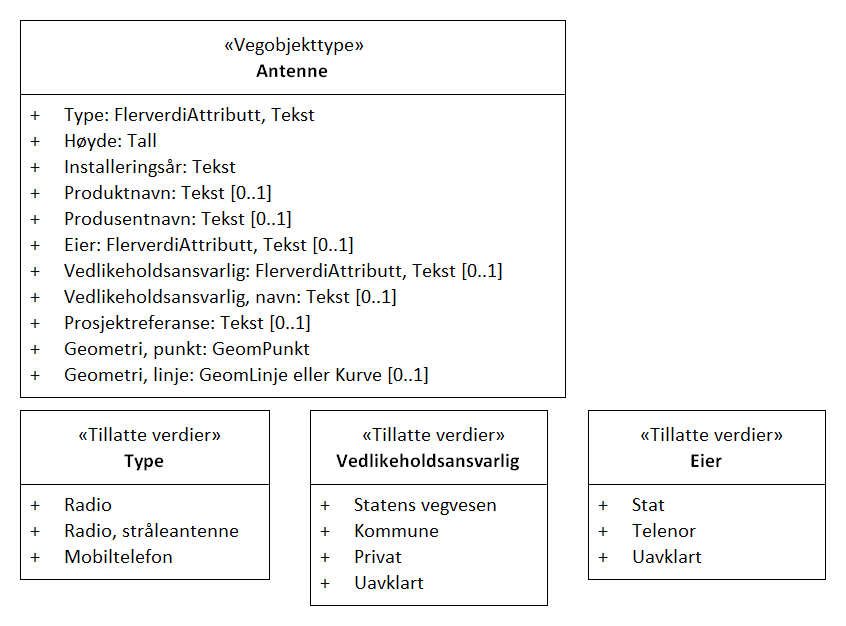 «Vegobjekttype»
Antenne
+ Type: FlerverdiAttributt, Tekst
+ Høyde: Tall
+ Installeringsår: Tekst
+ Produktnavn: Tekst [0..1]
+ Produsentnavn: Tekst [0..1]
+ Eier: FlerverdiAttributt, Tekst [0..1]
+ Vedlikeholdsansvarlig: FlerverdiAttributt, Tekst [0..1]
+ Vedlikeholdsansvarlig, navn: Tekst [0..1]
+ Prosjektreferanse: Tekst [0..1]
+ Geometri, punkt: GeomPunkt
+ Geometri, linje: GeomLinje eller Kurve [0..1]
«Tillatte verdier»
Type
+ Radio
+ Radio, stråleantenne
+ Mobiltelefon
«Tillatte verdier»
Vedlikeholdsansvarlig
+ Statens vegvesen
+ Kommune
+ Privat
+ Uavklart
«Tillatte verdier»
Eier
+ Stat
+ Telenor
+ Uavklart